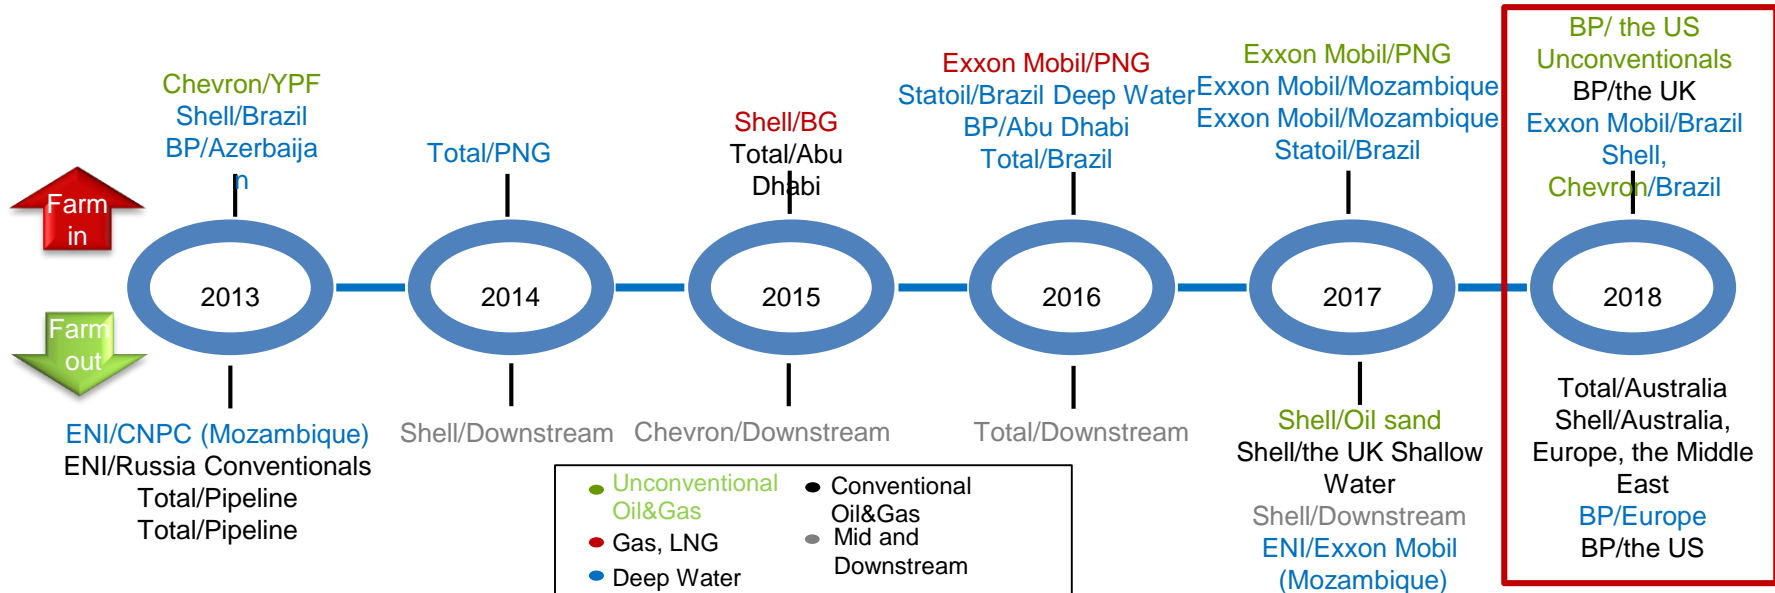 Farm
in
Farm
out
Chevron/YPF
Shell/Brazil
BP/Azerbaija
n
Total/PNG
Shell/BG
Total/Abu
Dhabi
Exxon Mobil/PNG
Statoil/Brazil Deep Water
BP/Abu Dhabi
Total/Brazil
Exxon Mobil/PNG
Exxon Mobil/Mozambique
Exxon Mobil/Mozambique
Statoil/Brazil
BP/ the US
Unconventionals
BP/the UK
Exxon Mobil/Brazil
Shell,
Chevron/Brazil
2013
2014
2015
2016
2017
2018
ENI/CNPC (Mozambique)
ENI/Russia Conventionals
Total/Pipeline
Total/Pipeline
Shell/Downstream
Chevron/Downstream
Total/Downstream
Shell/Oil sand
Shell/the UK Shallow
Water
Shell/Downstream
ENI/Exxon Mobil
(Mozambique)
Total/Australia
Shell/Australia,
Europe, the Middle
East
BP/Europe
BP/the US
Unconventional
Oil&Gas
Gas, LNG
Deep Water
Conventional
Oil&Gas
Mid and
Downstream